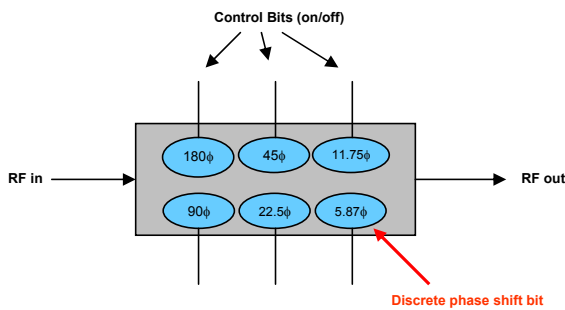 Control Bits (on/off)
180ϕ 45ϕ 11.75ϕ
RF in RF out
90ϕ 22.5ϕ 5.87ϕ
Discrete phase shift bit